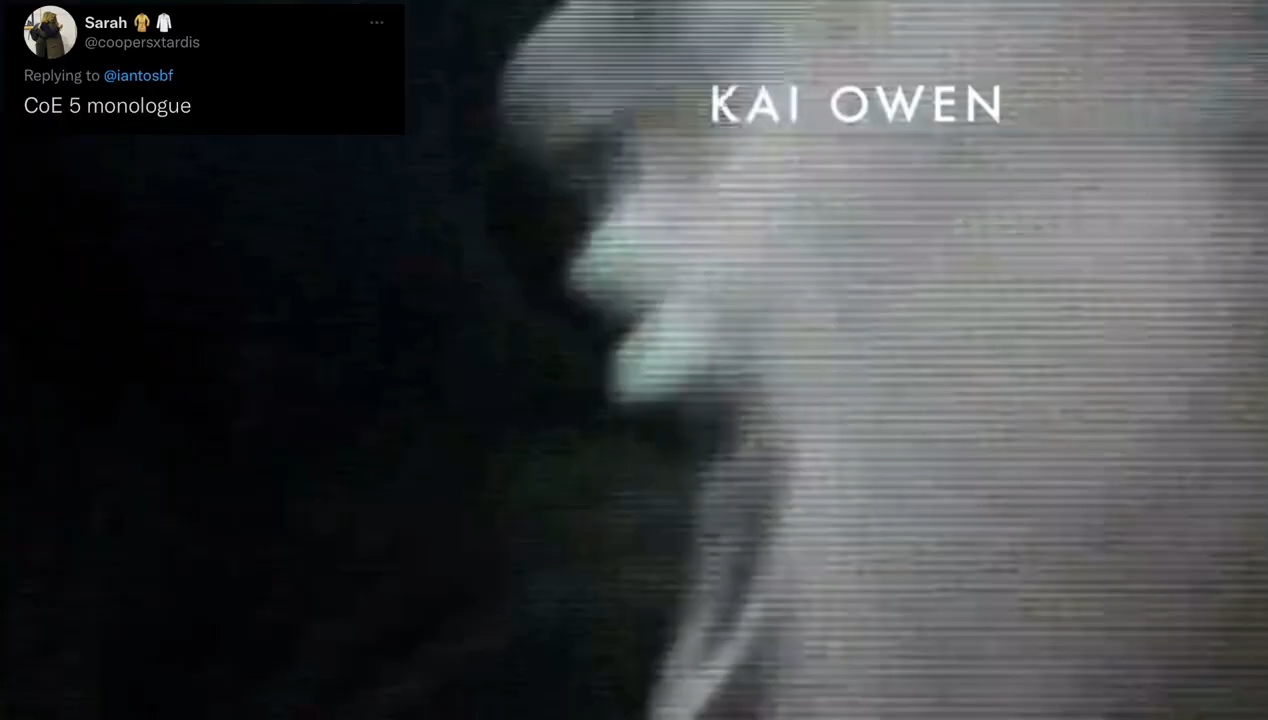 Sarah
@coopersxtardis
Replying to @iantosbf
CoE 5 monologue
KAI OWEN